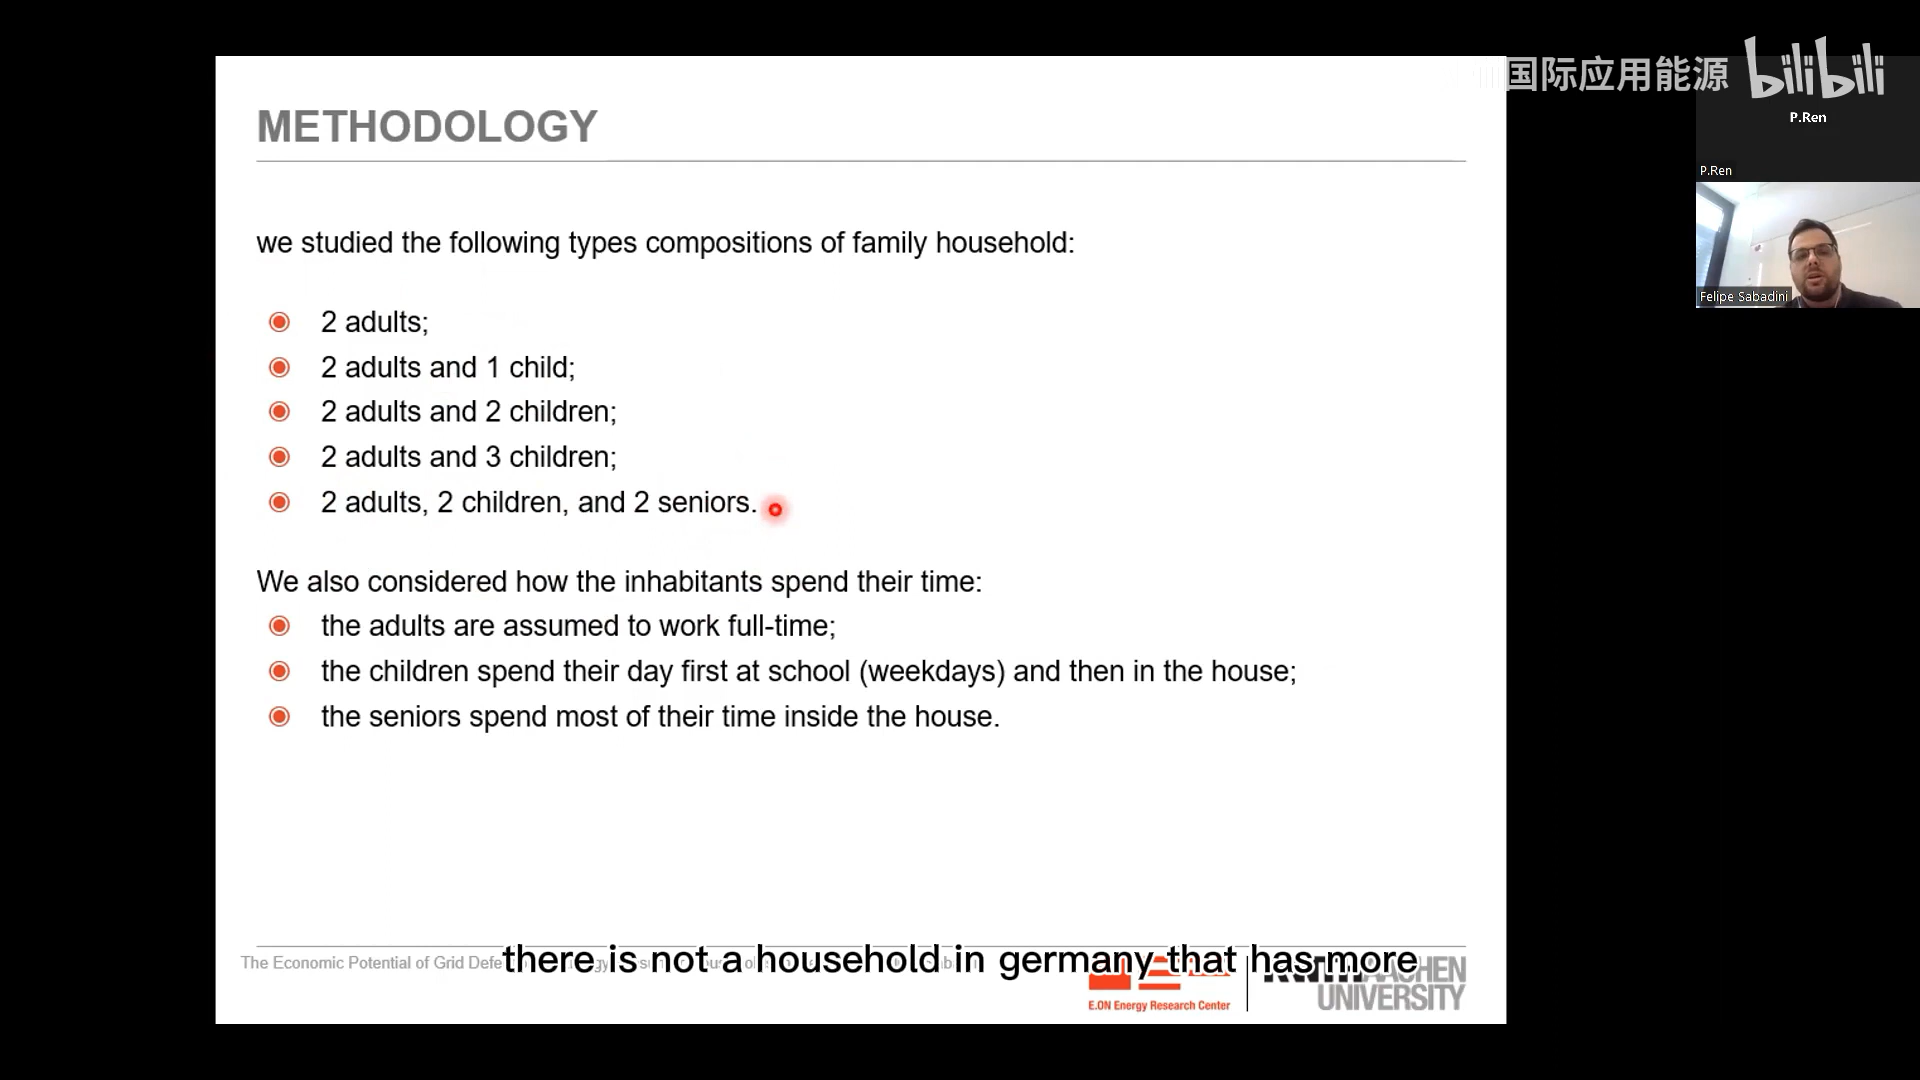 国际应用能源 bilibili
P.Ren
P.Ren
Felipe Sabadini
METHODOLOGY
we studied the following types compositions of family household:
2 adults;
2 adults and 1 child;
2 adults and 2 children;
2 adults and 3 children;
2 adults, 2 children, and 2 seniors.
We also considered how the inhabitants spend their time:
the adults are assumed to work full-time;
the children spend their day first at school (weekdays) and then in the house;
the seniors spend most of their time inside the house.
there is not a household in germany that has more
The Economic Potential of Grid
E.ON Energy Research Center
UNIVERSITY